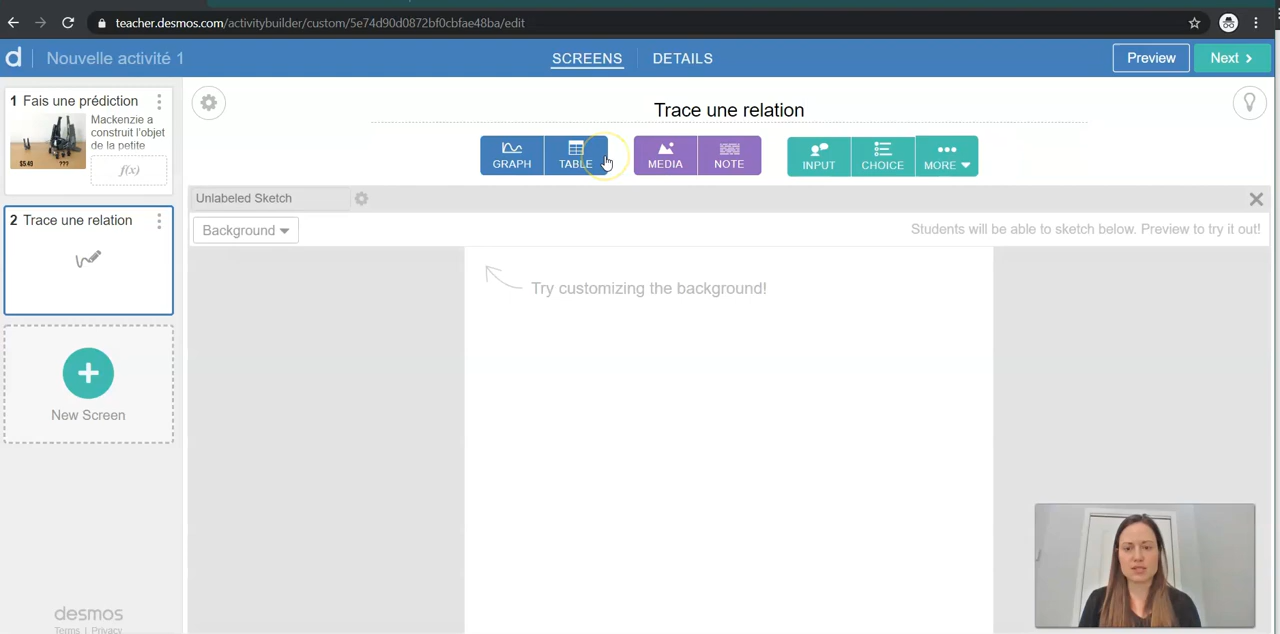 teacher.desmos.com/activitybuilder/custom/5e74d90d0872bf0cbfae48ba/edit
d
Nouvelle activité 1
SCREENS
DETAILS
Preview
Next
1 Fais une prédiction
Mackenzie a
construit l'objet
de la petite
$5.49
???
f(x)
2 Trace une relation
New Screen
desmos
Terms | Privacy
Trace une relation
GRAPH
TABLE
MEDIA
NOTE
INPUT
CHOICE
MORE
Unlabeled Sketch
Background
Students will be able to sketch below. Preview to try it out!
Try customizing the background!